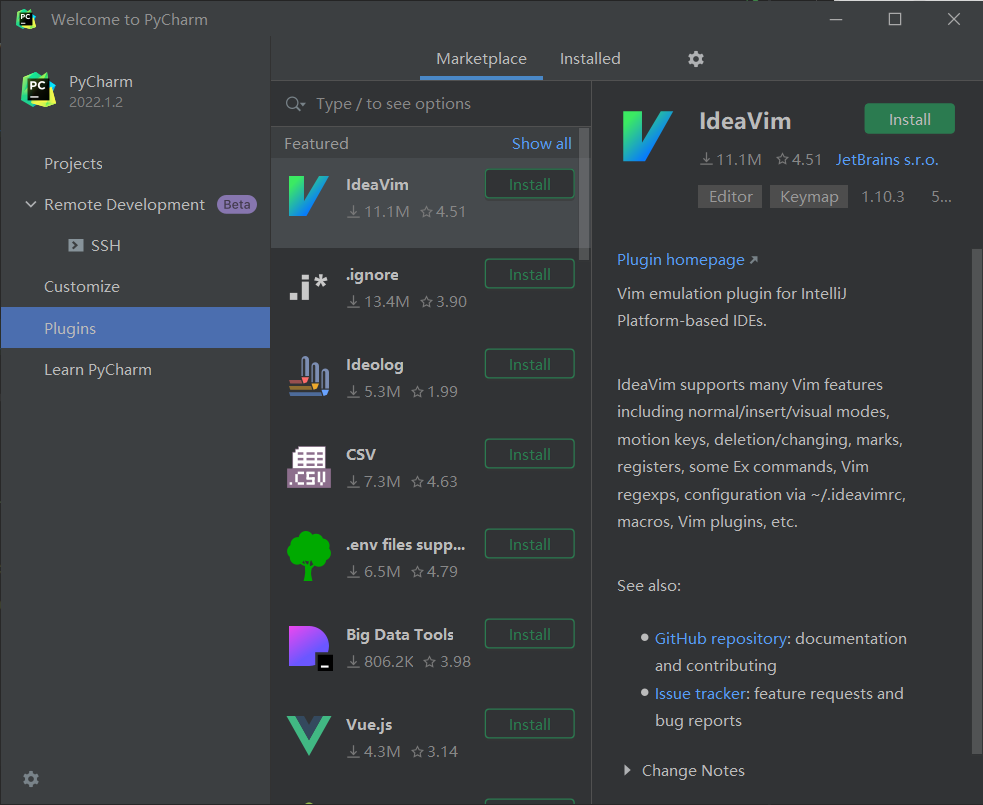 Welcome to PyCharm
PyCharm
2022.1.2
Projects
Remote Development Beta
SSH
Customize
Plugins
Learn PyCharm
Marketplace Installed
Type / to see options
Featured Show all
IdeaVim Install
11.1M 4.51
.ignore Install
13.4M 3.90
Ideolog Install
5.3M 1.99
CSV Install
7.3M 4.63
.env files supp... Install
6.5M 4.79
Big Data Tools Install
806.2K 3.98
Vue.js Install
4.3M 3.14
IdeaVim Install
11.1M 4.51 JetBrains s.r.o.
Editor Keymap 1.10.3 5...
Plugin homepage
Vim emulation plugin for IntelliJ
Platform-based IDEs.
IdeaVim supports many Vim features
including normal/insert/visual modes,
motion keys, deletion/changing, marks,
registers, some Ex commands, Vim
regexps, configuration via ~/.ideavimrc,
macros, Vim plugins, etc.
See also:
GitHub repository: documentation
and contributing
Issue tracker: feature requests and
bug reports
Change Notes
PC
PC
.i*
.CSV